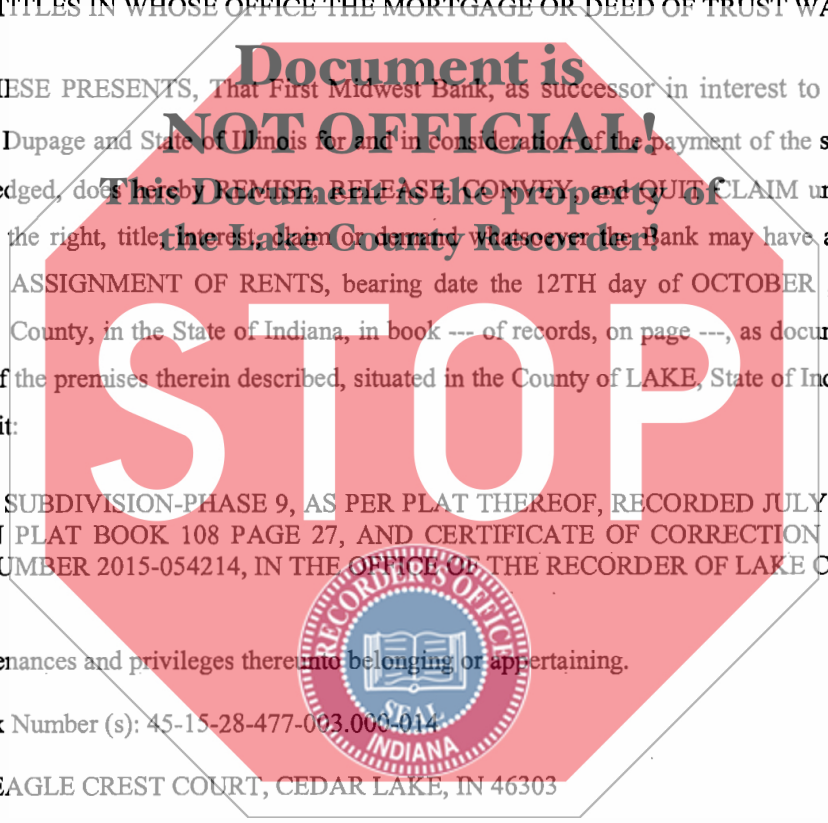 TITLES IN WHOSE OFFICE THE MORTGAGE OR DEED OF TRUST WA
Document is
ESE PRESENTS, That First Midwest Bank, as successor in interest to
NOT OFFICIAL!
Dupage and State of Illinois for and in consideration of the payment of the s
This Document is the property of
dged, does hereby REMISE, RELEASE, CONVEY, and QUIT CLAIM un
the Lake County Recorder!
the right, title, interest, claim or demand whatsoever the Bank may have a
ASSIGNMENT OF RENTS, bearing date the 12TH day of OCTOBER
County, in the State of Indiana, in book --- of records, on page ---, as docum
f the premises therein described, situated in the County of LAKE, State of Ind
it:
STOP
SUBDIVISION-PHASE 9, AS PER PLAT THEREOF, RECORDED JULY
PLAT BOOK 108 PAGE 27, AND CERTIFICATE OF CORRECTION
UMBER 2015-054214, IN THE OFFICE OF THE RECORDER OF LAKE C
RECORDER'S OFFICE
enances and privileges thereunto belonging or appertaining.
SEAL
INDIANA
x Number (s): 45-15-28-477-003.000-014
EAGLE CREST COURT, CEDAR LAKE, IN 46303